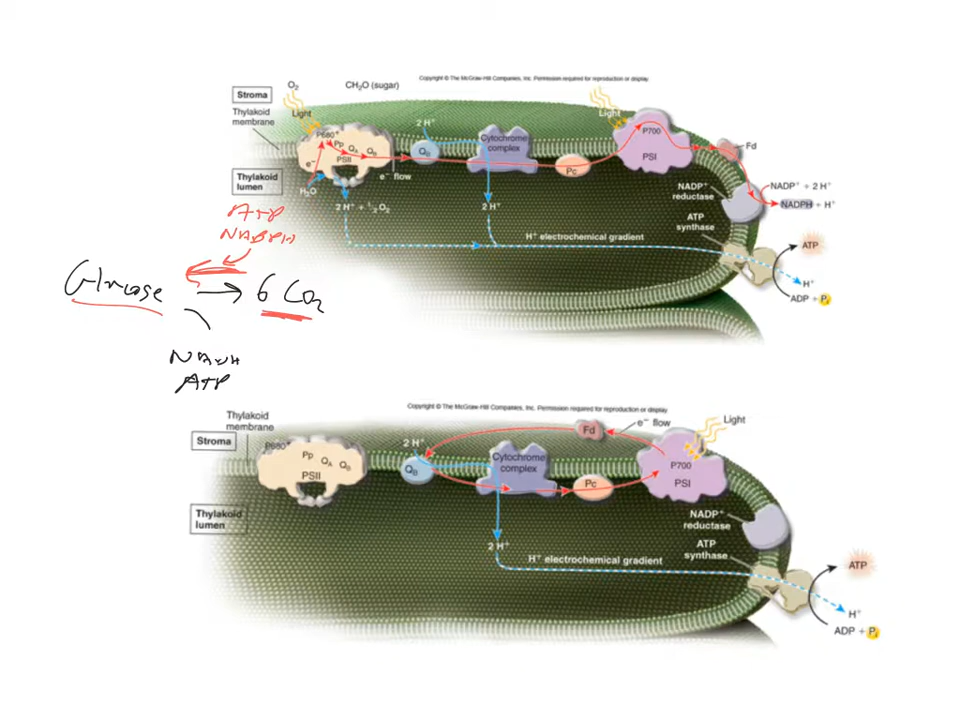 Copyright © The McGraw-Hill Companies, Inc. Permission required for reproduction or display.
O₂
CH₂O (sugar)
Stroma
Thylakoid
membrane
Light
Light
2 H⁺
P680⁺
Pp
QA
QB
PSII
e⁻
QB
Cytochrome
complex
P700
PSI
Fd
Pc
e⁻ flow
Thylakoid
lumen
H₂O
2 H⁺ + ½ O₂
2 H⁺
NADP⁺
reductase
NADP⁺ + 2 H⁺
NADPH + H⁺
ATP
synthase
H⁺ electrochemical gradient
ATP
H⁺
ADP + Pi
ATP
NADPH
Glucose → 6 CO₂
NADH
ATP
Copyright © The McGraw-Hill Companies, Inc. Permission required for reproduction or display
Thylakoid
membrane
Stroma
P680⁺
Pp
QA
QB
PSII
2 H⁺
QB
Cytochrome
complex
Fd
e⁻ flow
Light
P700
PSI
Pc
Thylakoid
lumen
NADP⁺
reductase
2 H⁺
ATP
synthase
H⁺ electrochemical gradient
ATP
H⁺
ADP + Pi